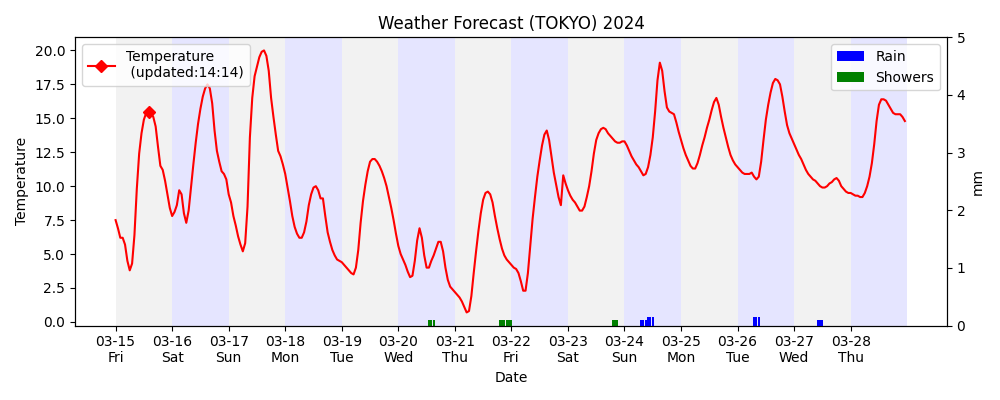 Weather Forecast (TOKYO) 2024
Temperature
(updated:14:14)
Rain
Showers
Temperature
20.0
17.5
15.0
12.5
10.0
7.5
5.0
2.5
0.0
5
4
3
2
1
0
mm
03-15 03-16 03-17 03-18 03-19 03-20 03-21 03-22 03-23 03-24 03-25 03-26 03-27 03-28
Fri Sat Sun Mon Tue Wed Thu Fri Sat Sun Mon Tue Wed Thu
Date